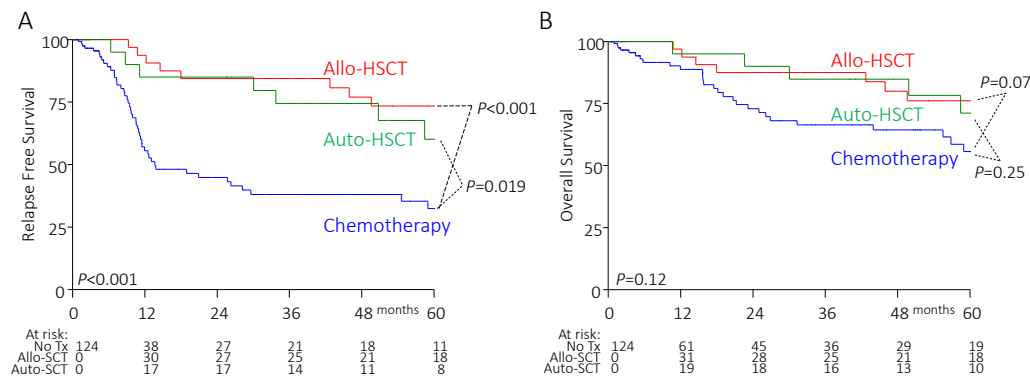 A
Relapse Free Survival
100
75
50
25
0
Allo-HSCT
Auto-HSCT
Chemotherapy
P<0.001
P=0.019
P<0.001
0 12 24 36 48 months 60
At risk:
No Tx 124 38 27 21 18 11
Allo-SCT 0 30 27 25 21 18
Auto-SCT 0 17 17 14 11 8
B
Overall Survival
100
75
50
25
0
Allo-HSCT
Auto-HSCT
Chemotherapy
P=0.07
P=0.25
P=0.12
0 12 24 36 48 months 60
At risk:
No Tx 124 61 45 36 29 19
Allo-SCT 0 31 28 25 21 18
Auto-SCT 0 19 18 16 13 10